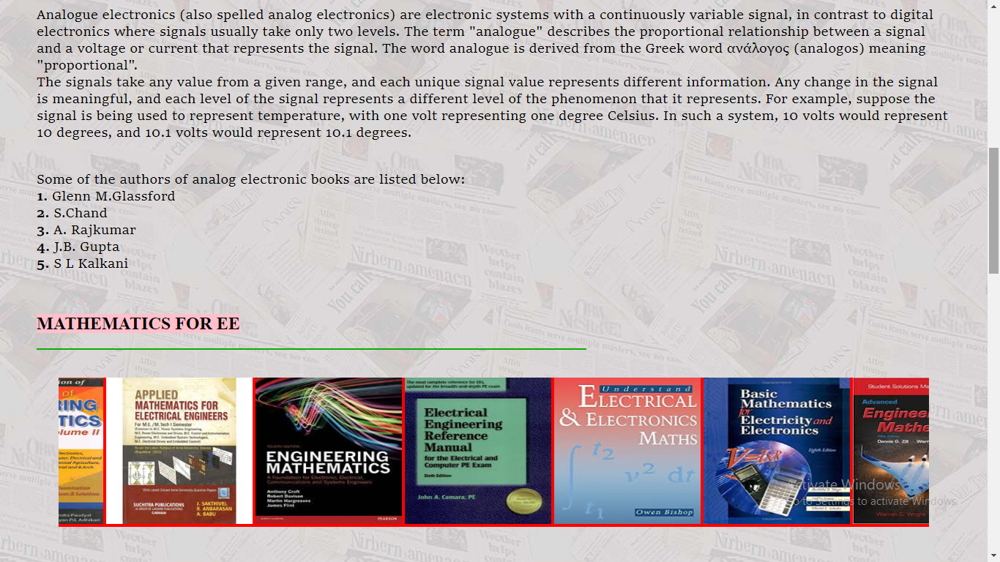 Analogue electronics (also spelled analog electronics) are electronic systems with a continuously variable signal, in contrast to digital
electronics where signals usually take only two levels. The term "analogue" describes the proportional relationship between a signal
and a voltage or current that represents the signal. The word analogue is derived from the Greek word ανάλογος (analogos) meaning
"proportional".
The signals take any value from a given range, and each unique signal value represents different information. Any change in the signal
is meaningful, and each level of the signal represents a different level of the phenomenon that it represents. For example, suppose the
signal is being used to represent temperature, with one volt representing one degree Celsius. In such a system, 10 volts would represent
10 degrees, and 10.1 volts would represent 10.1 degrees.
Some of the authors of analog electronic books are listed below:
1. Glenn M.Glassford
2. S.Chand
3. A. Rajkumar
4. J.B. Gupta
5. S L Kalkani
MATHEMATICS FOR EE
ion of
of
RING
TICS
lume II
APPLIED
MATHEMATICS FOR
ELECTRICAL ENGINEERS
For M.E. /M.Tech I Semester
SUCHITRA PUBLICATIONS
CHENNAI
J. SAKTHIVEL
R. ANBARASAN
A. BABU
FOURTH EDITION
ENGINEERING
MATHEMATICS
A Foundation for Electronic, Electrical,
Communications and Systems Engineers
Anthony Croft
Robert Davison
Martin Hargreaves
James Flint
PEARSON
The most complete reference for EEs,
updated for the breadth-and-depth PE exam
Electrical
Engineering
Reference
Manual
for the Electrical and
Computer PE Exam
Sixth Edition
John A. Camara, PE
Understand
ELECTRICAL
& ELECTRONICS
MATHS
t2
v2 dt
t1
Owen Bishop
Basic
Mathematics
for
Electricity and
Electronics
Eighth Edition
V=IxR
Student Solutions Ma
Advanced
Enginee
Mathe
Dennis G. Zill Warr
Warren S. Wright
Activate Windows
Go to Settings to activate Windows.